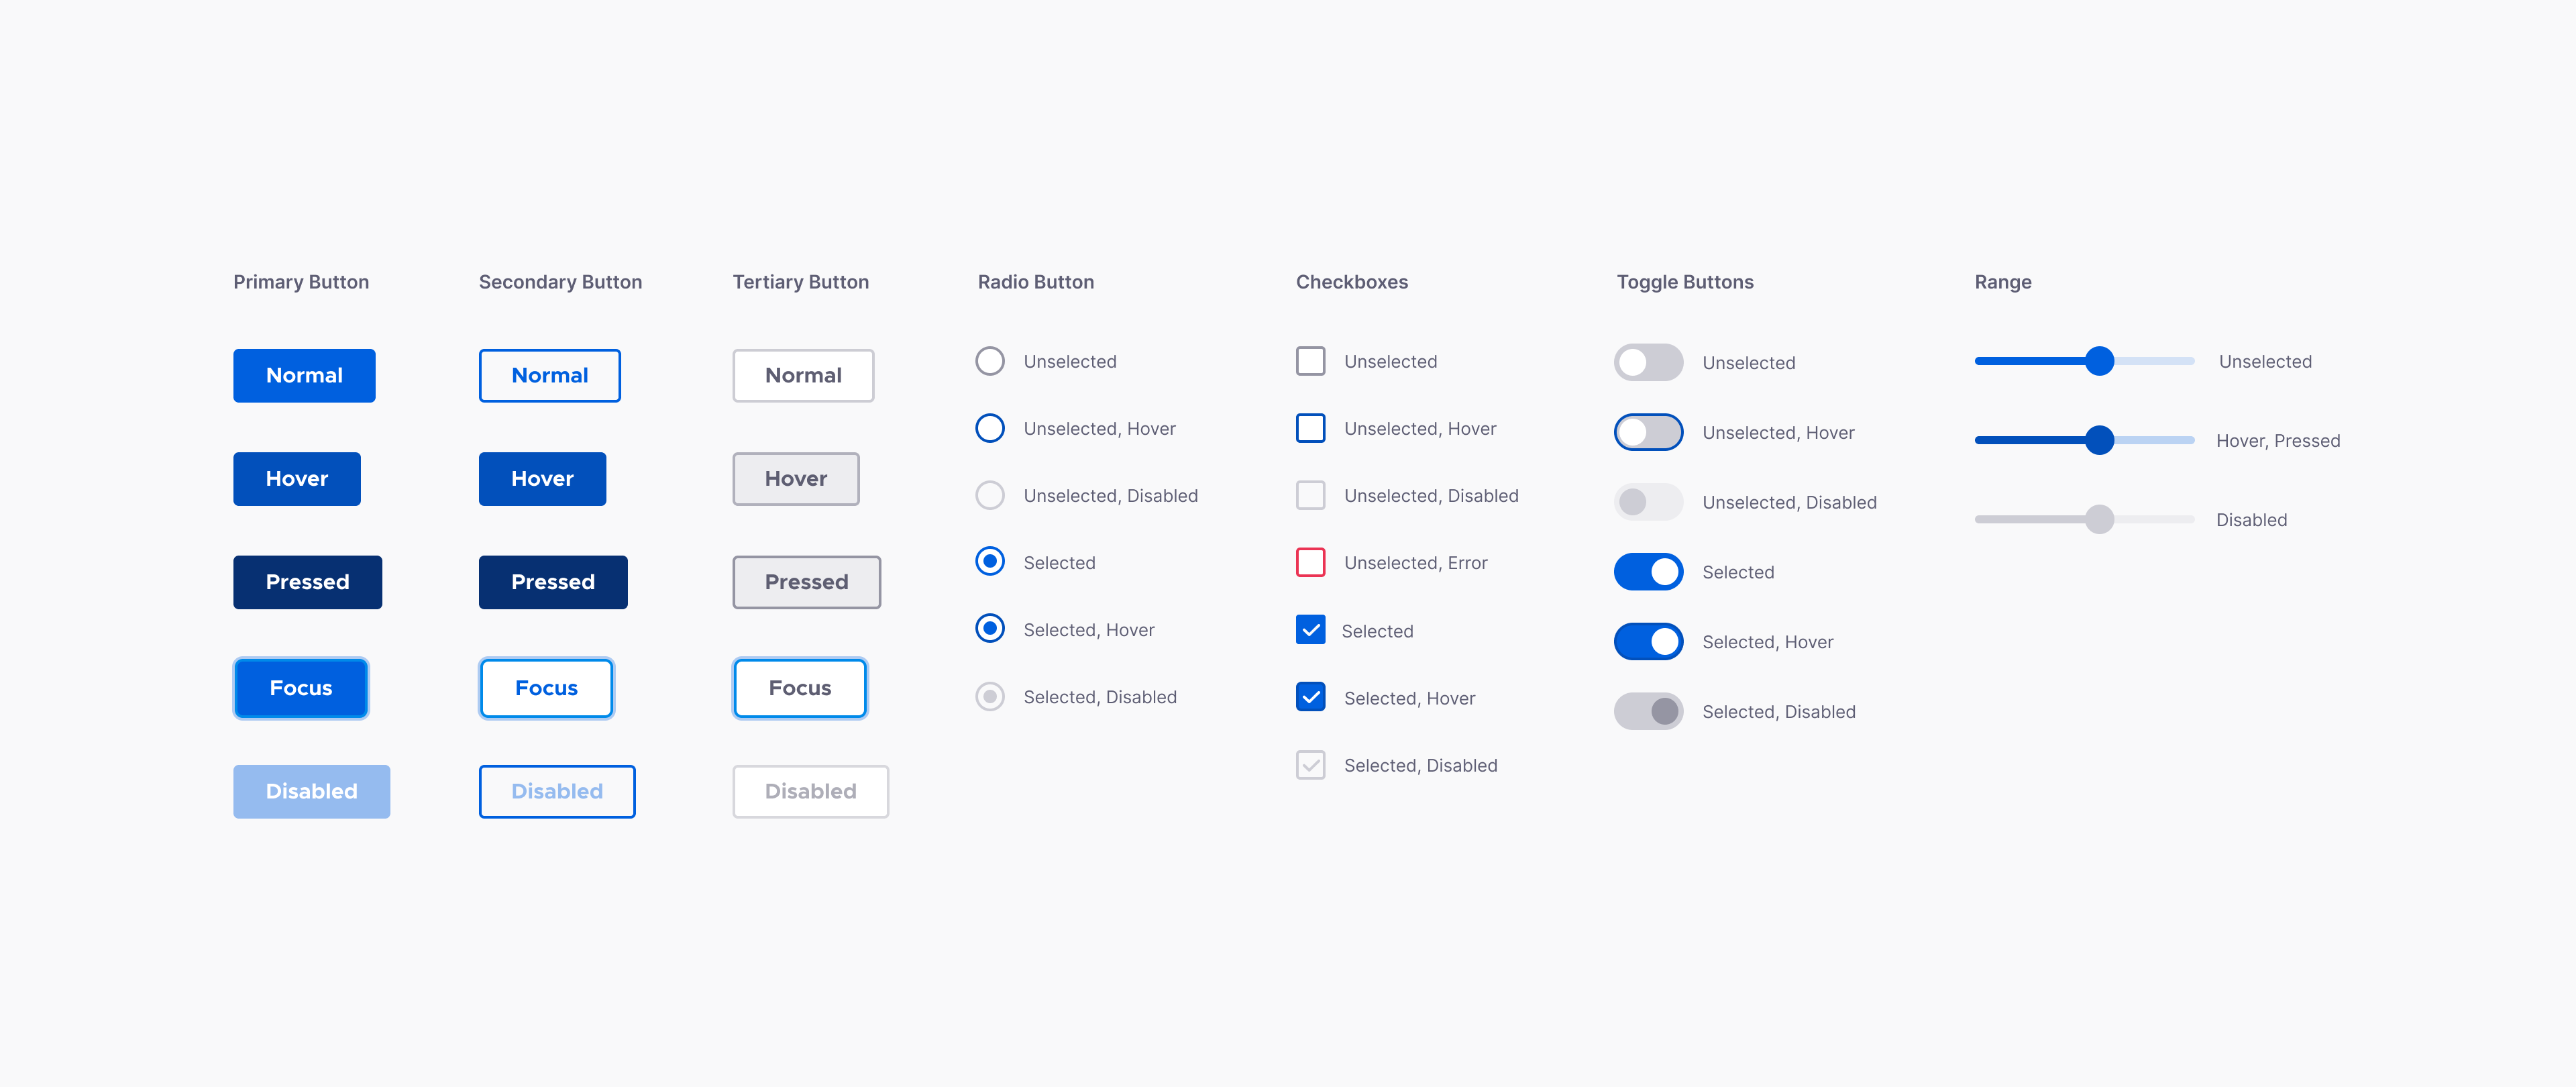 Primary Button
Normal
Hover
Pressed
Focus
Disabled
Secondary Button
Normal
Hover
Pressed
Focus
Disabled
Tertiary Button
Normal
Hover
Pressed
Focus
Disabled
Radio Button
Unselected
Unselected, Hover
Unselected, Disabled
Selected
Selected, Hover
Selected, Disabled
Checkboxes
Unselected
Unselected, Hover
Unselected, Disabled
Unselected, Error
Selected
Selected, Hover
Selected, Disabled
Toggle Buttons
Unselected
Unselected, Hover
Unselected, Disabled
Selected
Selected, Hover
Selected, Disabled
Range
Unselected
Hover, Pressed
Disabled